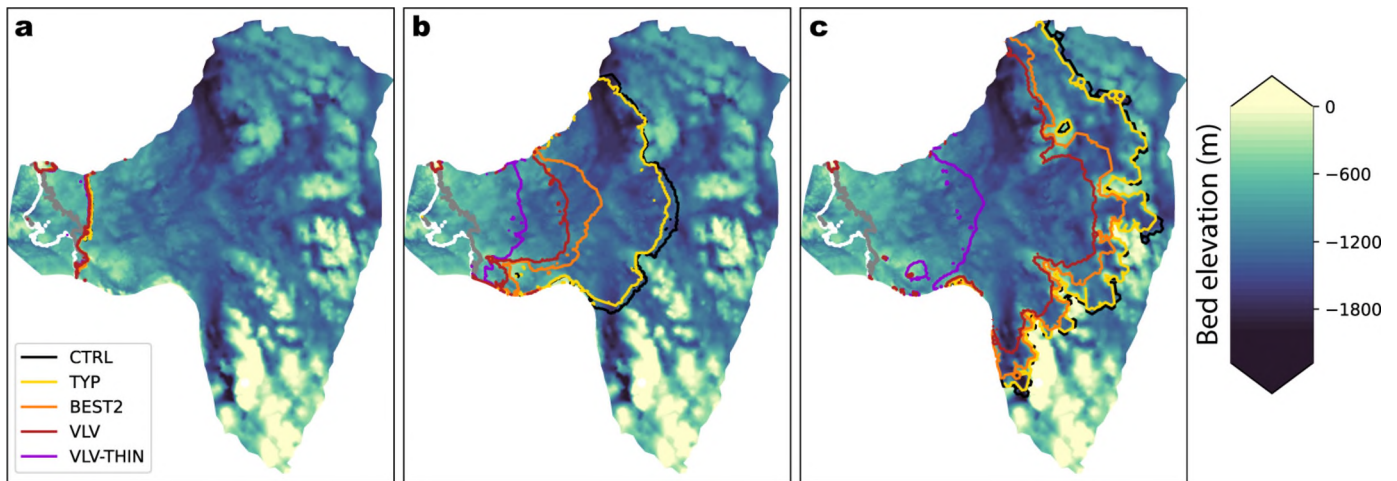 a
b
c
CTRL
TYP
BEST2
VLV
VLV-THIN
Bed elevation (m)
0
−600
−1200
−1800